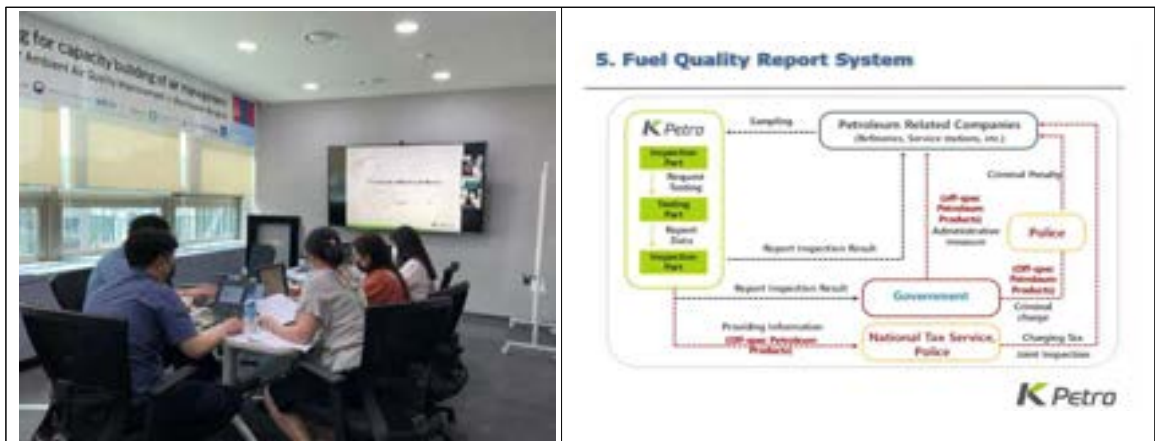 g for capacity building of air management
Ambient Air Quality Improvement
5. Fuel Quality Report System
K Petro
Sampling
Petroleum Related Companies
(Refineries, Service stations, etc.)
Inspection
Part
Request
Testing
Testing
Part
Report
Data
Inspection
Part
Criminal Penalty
(Off-spec
Petroleum
Products)
Administrative
measure
Police
Report Inspection Result
(Off-spec
Petroleum
Products)
Report Inspection Result
Government
Criminal
charge
Providing Information
(Off-spec Petroleum
Products)
National Tax Service,
Police
Charging tax
Joint Inspection
K Petro